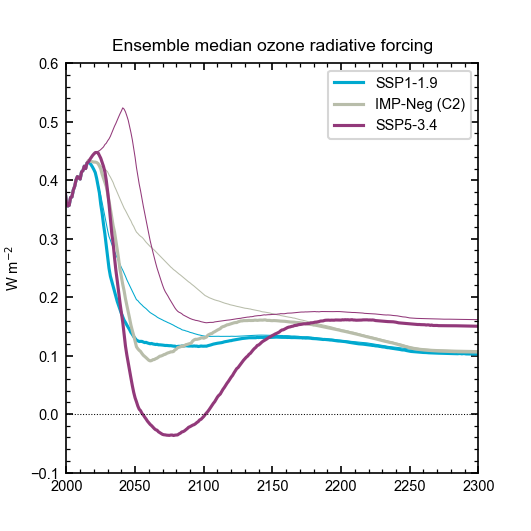 Ensemble median ozone radiative forcing
SSP1-1.9
IMP-Neg (C2)
SSP5-3.4
W m⁻²
0.6
0.5
0.4
0.3
0.2
0.1
0.0
−0.1
2000 2050 2100 2150 2200 2250 2300